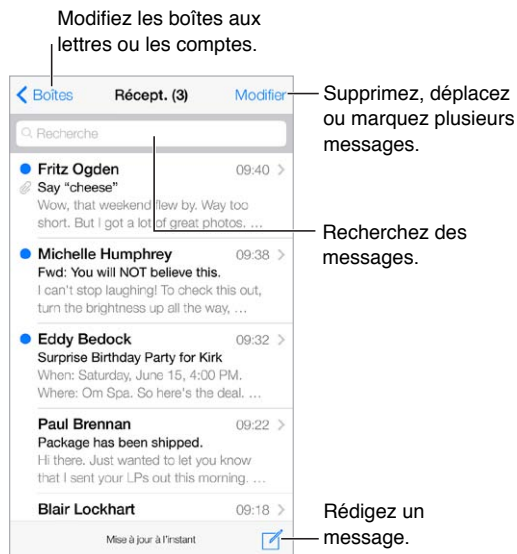 Modifiez les boîtes aux
lettres ou les comptes.
Boîtes Récept. (3) Modifier
Supprimez, déplacez
ou marquez plusieurs
messages.
Recherche
Fritz Ogden 09:40
Say “cheese”
Wow, that weekend flew by. Way too
short. But I got a lot of great photos. …
Recherchez des
messages.
Michelle Humphrey 09:38
Fwd: You will NOT believe this.
I can't stop laughing! To check this out,
turn the brightness up all the way, …
Eddy Bedock 09:32
Surprise Birthday Party for Kirk
When: Saturday, June 15, 4:00 PM.
Where: Om Spa. So here's the deal. …
Paul Brennan 09:22
Package has been shipped.
Hi there. Just wanted to let you know
that I sent your LPs out this morning. …
Blair Lockhart 09:18
Mise à jour à l'instant
Rédigez un
message.